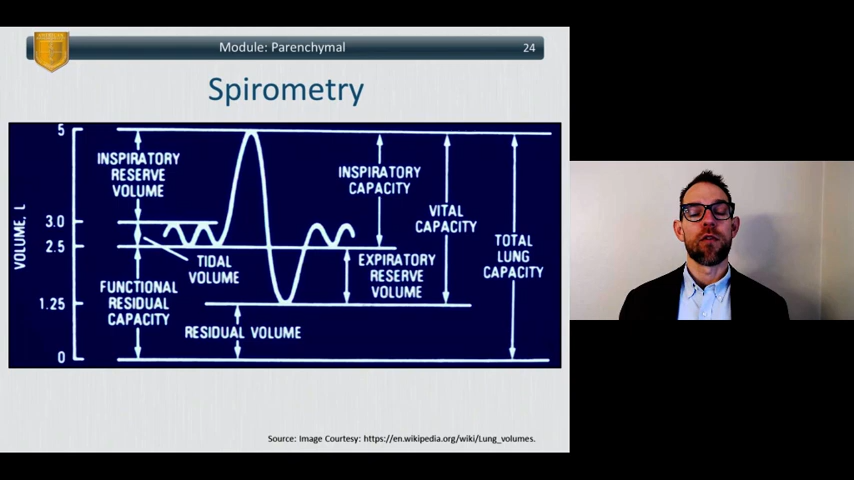 Module: Parenchymal
24
Spirometry
VOLUME, L
5
3.0
2.5
1.25
0
INSPIRATORY
RESERVE
VOLUME
TIDAL
VOLUME
FUNCTIONAL
RESIDUAL
CAPACITY
RESIDUAL VOLUME
INSPIRATORY
CAPACITY
EXPIRATORY
RESERVE
VOLUME
VITAL
CAPACITY
TOTAL
LUNG
CAPACITY
Source: Image Courtesy: https://en.wikipedia.org/wiki/Lung_volumes.